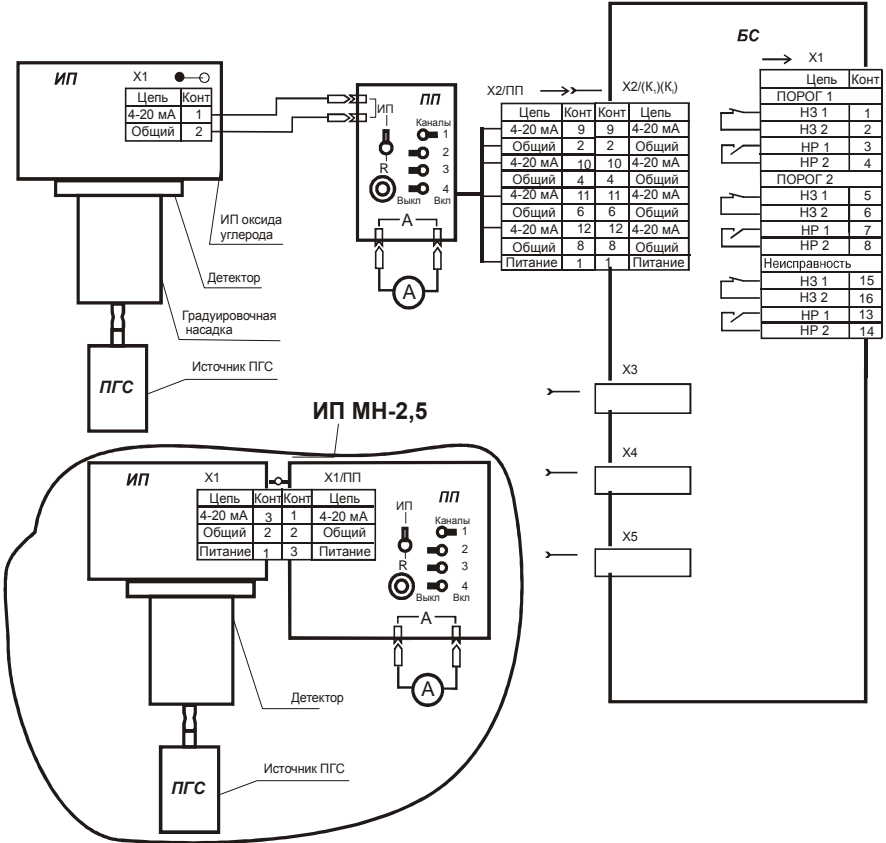 БС
X1
Цепь Конт
ПОРОГ 1
НЗ 1 1
НЗ 2 2
НР 1 3
НР 2 4
ПОРОГ 2
НЗ 1 5
НЗ 2 6
НР 1 7
НР 2 8
Неисправность
НЗ 1 15
НЗ 2 16
НР 1 13
НР 2 14
ИП X1
Цепь Конт
4-20 мА 1
Общий 2
ПП
ИП
Каналы
1
2
3
4
R
Выкл Вкл
А
А
X2/ПП X2/(К₁)(К₁)
Цепь Конт Конт Цепь
4-20 мА 9 9 4-20 мА
Общий 2 2 Общий
4-20 мА 10 10 4-20 мА
Общий 4 4 Общий
4-20 мА 11 11 4-20 мА
Общий 6 6 Общий
4-20 мА 12 12 4-20 мА
Общий 8 8 Общий
Питание 1 1 Питание
ИП оксида
углерода
Детектор
Градуировочная
насадка
Источник ПГС
ПГС
X3
X4
X5
ИП МН-2,5
ИП X1 X1/ПП
Цепь Конт Конт Цепь
4-20 мА 3 1 4-20 мА
Общий 2 2 Общий
Питание 1 3 Питание
ПП
ИП
Каналы
1
2
3
4
R
Выкл Вкл
А
А
Детектор
Источник ПГС
ПГС